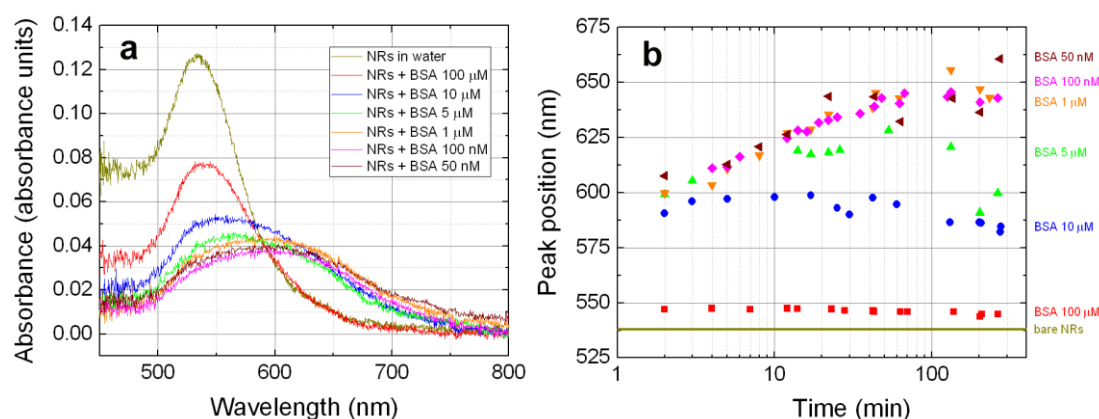 a
Absorbance (absorbance units)
0.14
0.12
0.10
0.08
0.06
0.04
0.02
0.00
500
600
700
800
Wavelength (nm)
NRs in water
NRs + BSA 100 μM
NRs + BSA 10 μM
NRs + BSA 5 μM
NRs + BSA 1 μM
NRs + BSA 100 nM
NRs + BSA 50 nM
b
Peak position (nm)
675
650
625
600
575
550
525
1
10
100
Time (min)
BSA 50 nM
BSA 100 nM
BSA 1 μM
BSA 5 μM
BSA 10 μM
BSA 100 μM
bare NRs